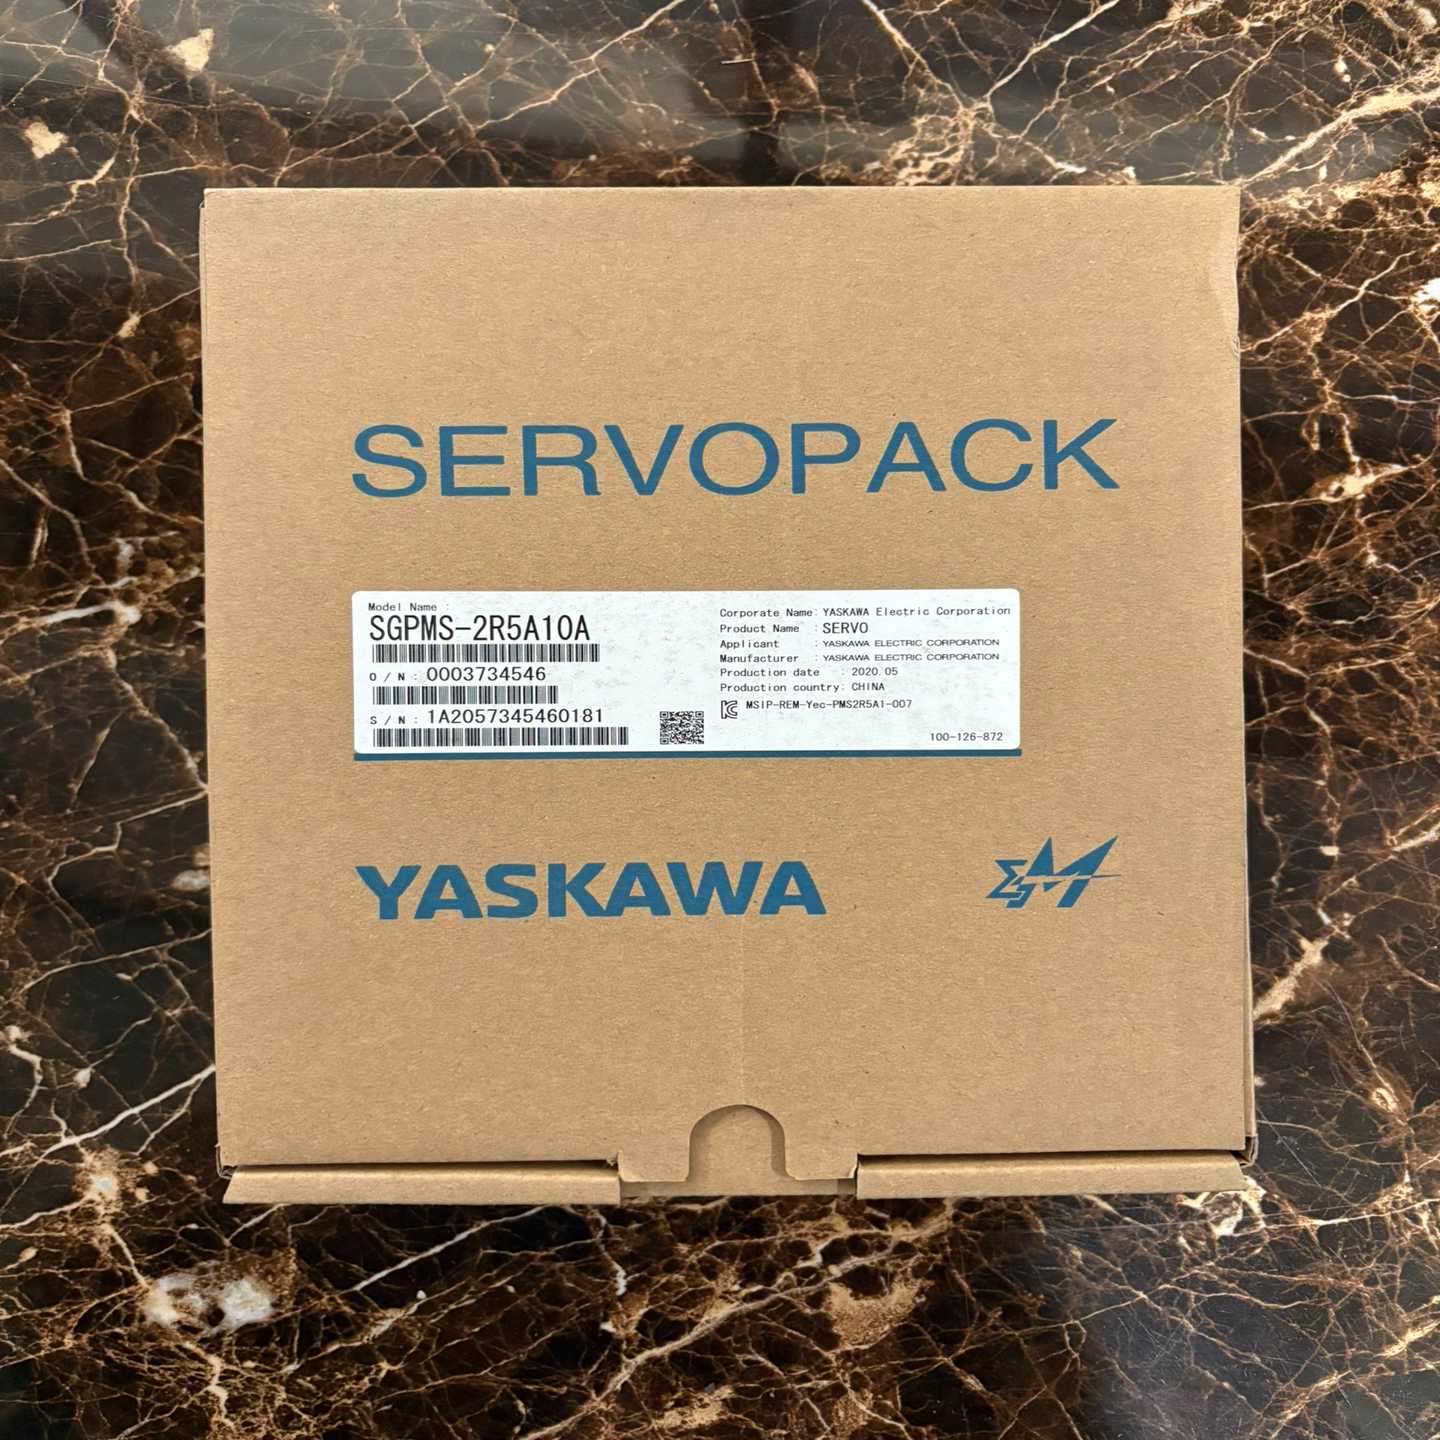 SERVOPACK
Model Name :
SGPMS-2R5A10A
O / N : 0003734546
S / N : 1A2057345460181
Corporate Name: YASKAWA Electric Corporation
Product Name : SERVO
Applicant : YASKAWA ELECTRIC CORPORATION
Manufacturer : YASKAWA ELECTRIC CORPORATION
Production date : 2020.05
Production country: CHINA
MSIP-REM-Yec-PMS2R5A1-007
100-126-872
YASKAWA